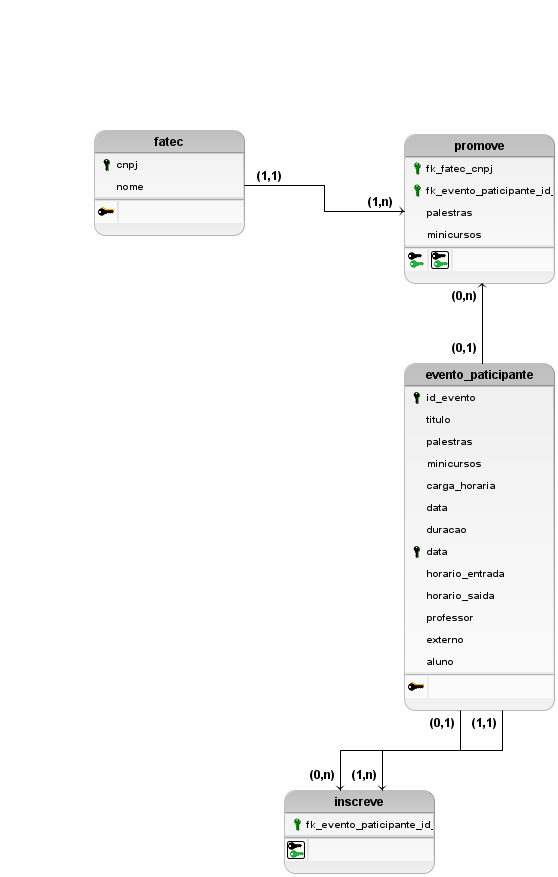 fatec
cnpj
nome
(1,1)
(1,n)
promove
fk_fatec_cnpj
fk_evento_paticipante_id_
palestras
minicursos
(0,n)
(0,1)
evento_paticipante
id_evento
titulo
palestras
minicursos
carga_horaria
data
duracao
data
horario_entrada
horario_saida
professor
externo
aluno
(0,1) (1,1)
(0,n) (1,n)
inscreve
fk_evento_paticipante_id_